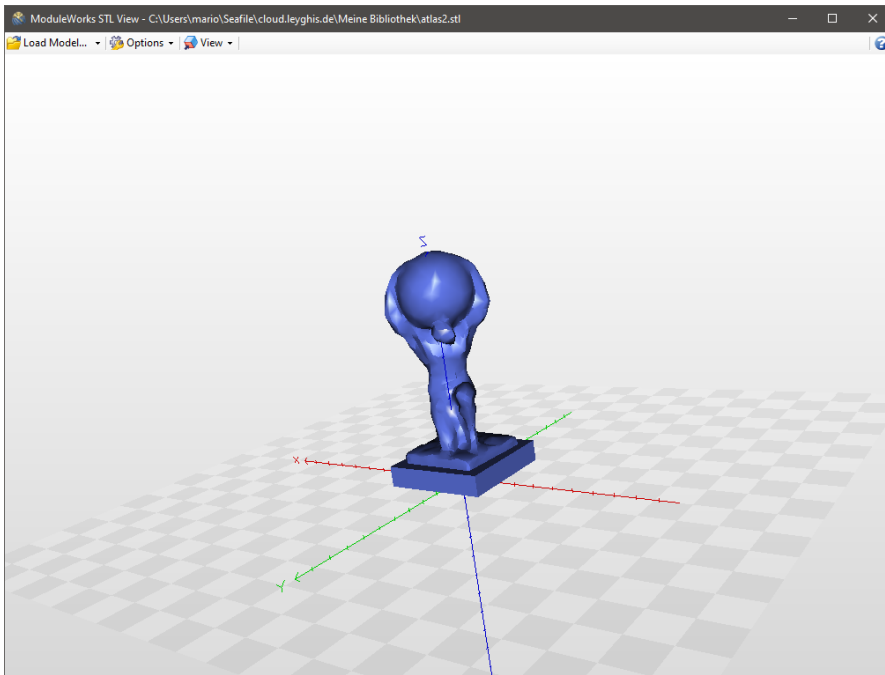 ModuleWorks STL View - C:\Users\mario\Seafile\cloud.leyghis.de\Meine Bibliothek\atlas2.stl
Load Model... Options View
Z
X
Y